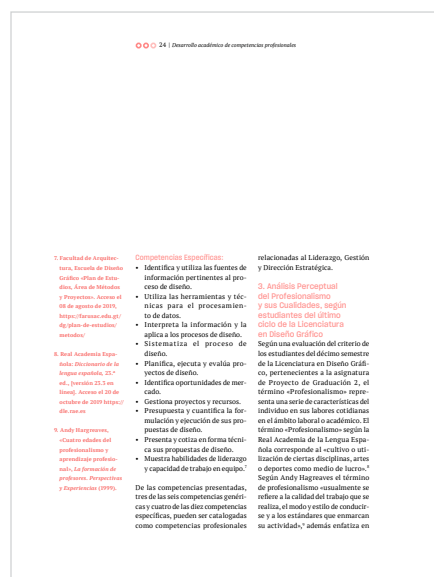 24 | Desarrollo académico de competencias profesionales
7. Facultad de Arquitec-
tura, Escuela de Diseño
Gráfico «Plan de Estu-
dios, Área de Métodos
y Proyectos». Acceso el
08 de agosto de 2019,
https://farusac.edu.gt/
dg/plan-de-estudios/
metodos/
8. Real Academia Espa-
ñola: Diccionario de la
lengua española, 23.ª
ed., [versión 23.3 en
línea]. Acceso el 20 de
octubre de 2019 https://
dle.rae.es
9. Andy Hargreaves,
«Cuatro edades del
profesionalismo y
aprendizaje profesio-
nal», La formación de
profesores. Perspectivas
y Experiencias (1999).
Competencias Específicas:
• Identifica y utiliza las fuentes de
información pertinentes al pro-
ceso de diseño.
• Utiliza las herramientas y téc-
nicas para el procesamien-
to de datos.
• Interpreta la información y la
aplica a los procesos de diseño.
• Sistematiza el proceso de
diseño.
• Planifica, ejecuta y evalúa pro-
yectos de diseño.
• Identifica oportunidades de mer-
cado.
• Gestiona proyectos y recursos.
• Presupuesta y cuantifica la for-
mulación y ejecución de sus pro-
puestas de diseño.
• Presenta y cotiza en forma técni-
ca sus propuestas de diseño.
• Muestra habilidades de liderazgo
y capacidad de trabajo en equipo.⁷
De las competencias presentadas,
tres de las seis competencias genéri-
cas y cuatro de las diez competencias
específicas, pueden ser catalogadas
como competencias profesionales
relacionadas al Liderazgo, Gestión
y Dirección Estratégica.
3. Análisis Perceptual
del Profesionalismo
y sus Cualidades, según
estudiantes del último
ciclo de la Licenciatura
en Diseño Gráfico
Según una evaluación del criterio de
los estudiantes del décimo semestre
de la Licenciatura en Diseño Gráfi-
co, pertenecientes a la asignatura
de Proyecto de Graduación 2, el
término «Profesionalismo» repre-
senta una serie de características del
individuo en sus labores cotidianas
en el ámbito laboral o académico. El
término «Profesionalismo» según la
Real Academia de la Lengua Espa-
ñola corresponde al «cultivo o uti-
lización de ciertas disciplinas, artes
o deportes como medio de lucro».⁸
Según Andy Hagreaves el término
de profesionalismo «usualmente se
refiere a la calidad del trabajo que se
realiza, el modo y estilo de conducir-
se y a los estándares que enmarcan
su actividad»,⁹ además enfatiza en